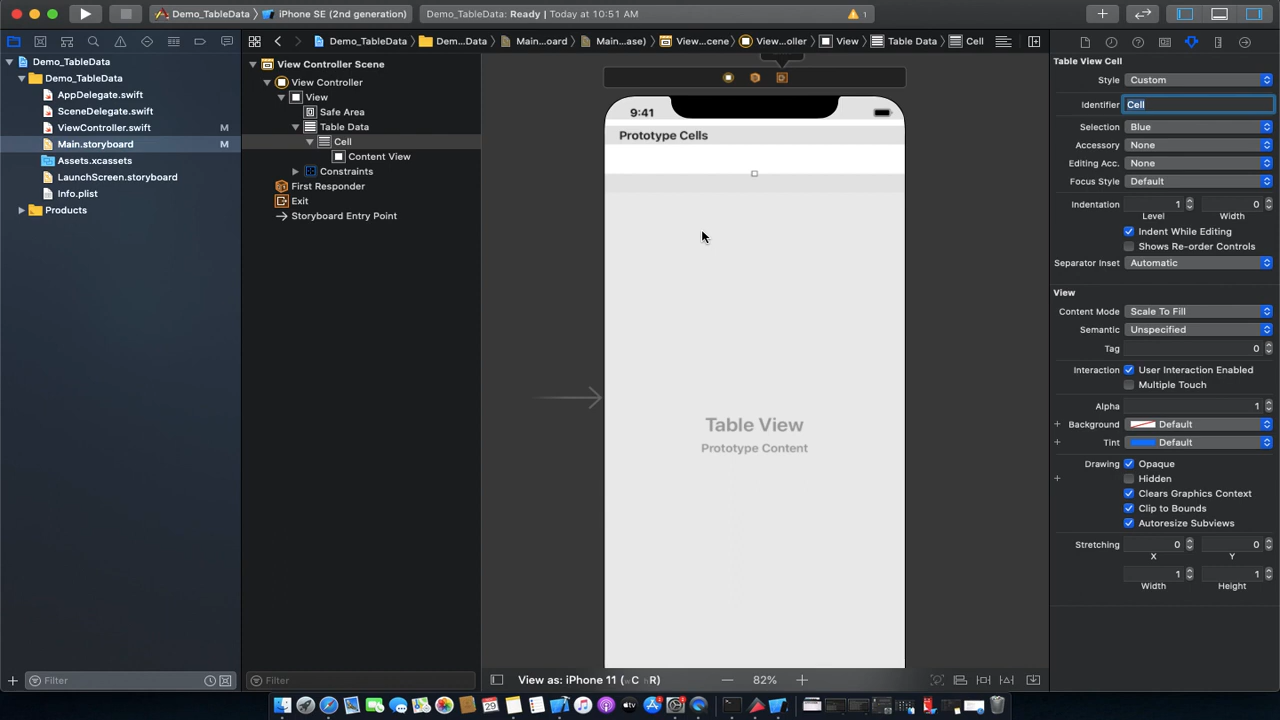 Demo_TableData
iPhone SE (2nd generation)
Demo_TableData: Ready | Today at 10:51 AM
1
Demo_TableData
Demo...Data
Main...oard
Main...ase)
View...cene
View...oller
View
Table Data
Cell
Demo_TableData
Demo_TableData
AppDelegate.swift
SceneDelegate.swift
ViewController.swift M
Main.storyboard M
Assets.xcassets
LaunchScreen.storyboard
Info.plist
Products
Filter
View Controller Scene
View Controller
View
Safe Area
Table Data
Cell
Content View
Constraints
First Responder
Exit
Storyboard Entry Point
Filter
9:41
Prototype Cells
Table View
Prototype Content
View as: iPhone 11 (wC hR)
82%
Table View Cell
Style Custom
Identifier Cell
Selection Blue
Accessory None
Editing Acc. None
Focus Style Default
Indentation 1 0
Level Width
Indent While Editing
Shows Re-order Controls
Separator Inset Automatic
View
Content Mode Scale To Fill
Semantic Unspecified
Tag 0
Interaction User Interaction Enabled
Multiple Touch
Alpha 1
Background Default
Tint Default
Drawing Opaque
Hidden
Clears Graphics Context
Clip to Bounds
Autoresize Subviews
Stretching 0 0
X Y
1 1
Width Height
29